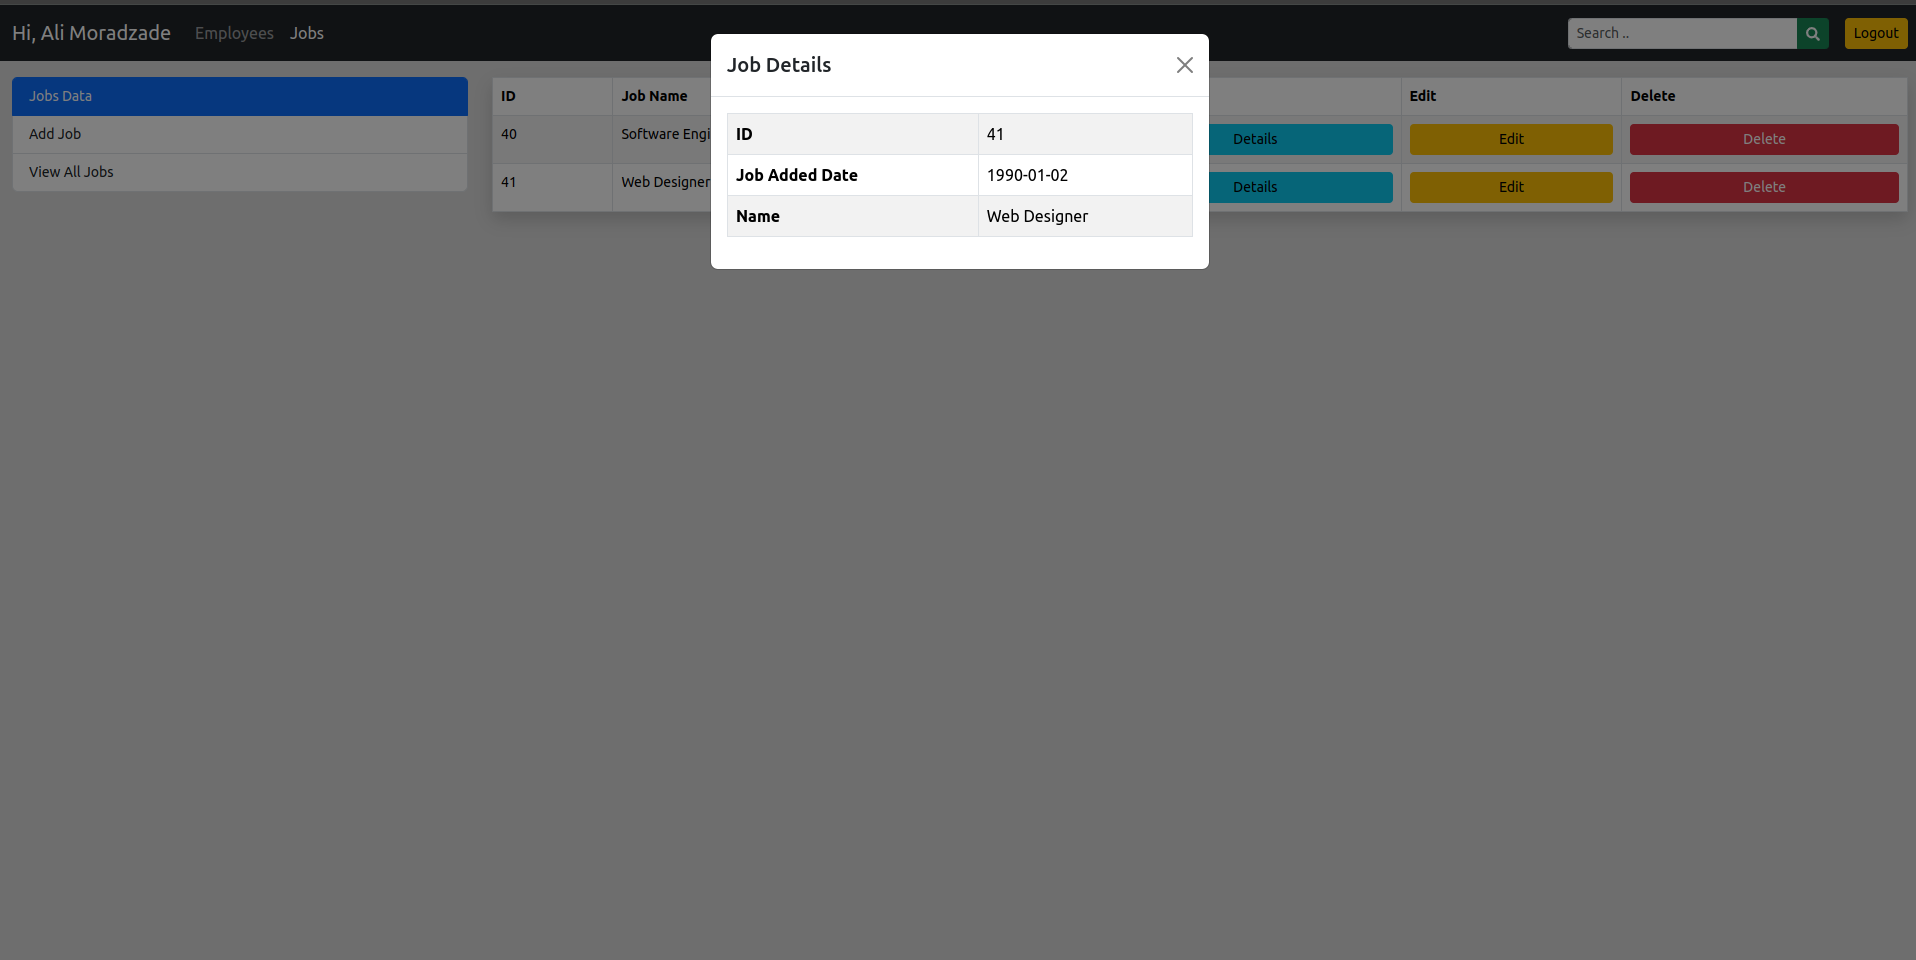 Hi, Ali Moradzade Employees Jobs Search .. Logout
Job Details
Jobs Data
Add Job
View All Jobs
ID Job Name Edit Delete
40 Software Engi Details Edit Delete
41 Web Designer Details Edit Delete
ID 41
Job Added Date 1990-01-02
Name Web Designer